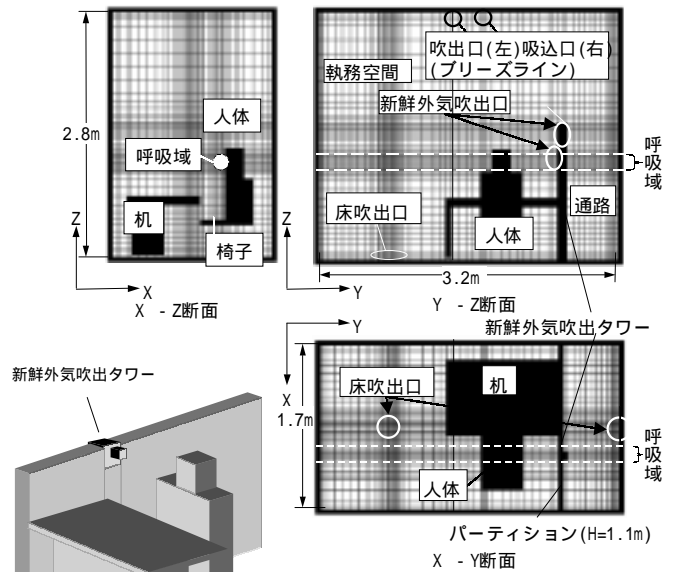 2.8m
人体
呼吸域
机
椅子
Z
X
X - Z断面
吹出口(左)吸込口(右)
(ブリーズライン)
執務空間
新鮮外気吹出口
呼吸域
通路
床吹出口
人体
Z
3.2m
Y
Y - Z断面
新鮮外気吹出タワー
Y
X
1.7m
床吹出口
机
呼吸域
人体
パーティション(H=1.1m)
X - Y断面
新鮮外気吹出タワー